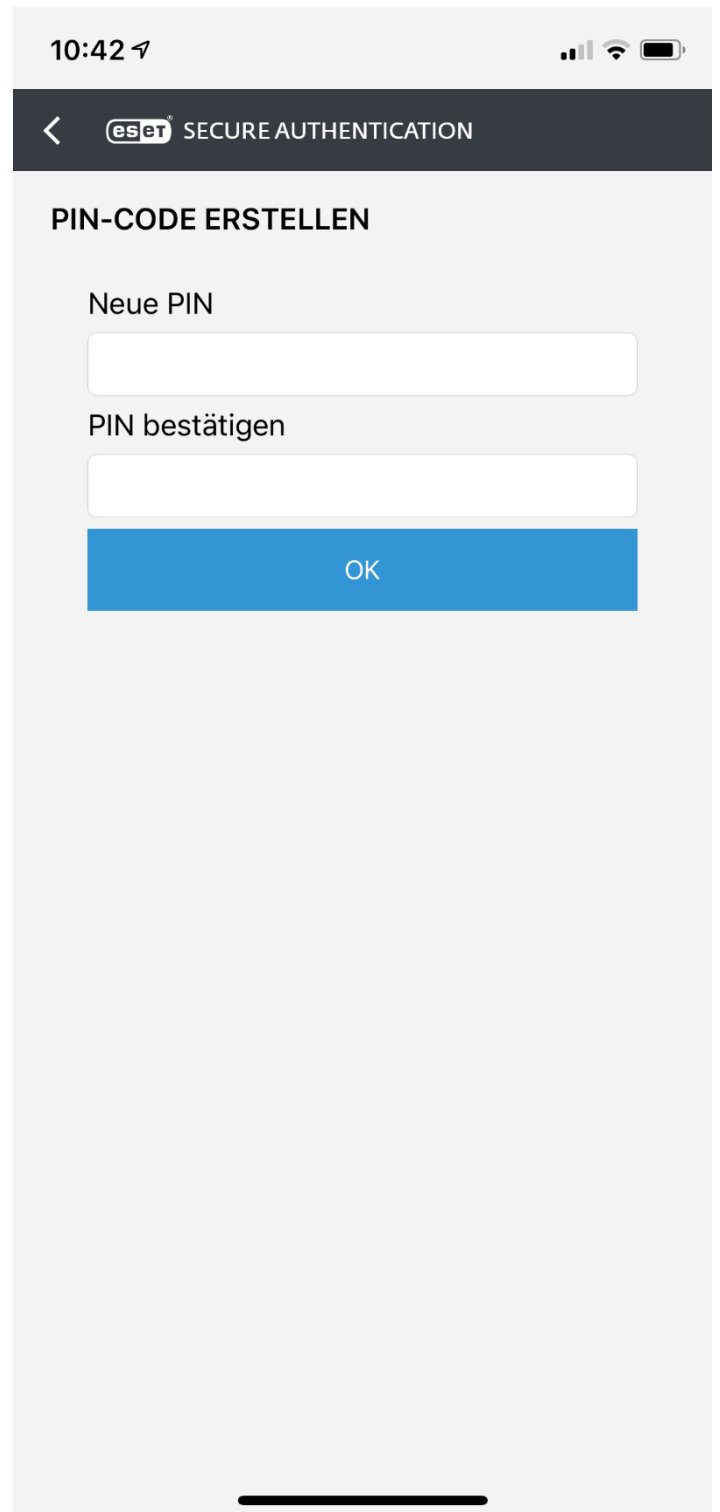 10:42
eset® SECURE AUTHENTICATION
PIN-CODE ERSTELLEN
Neue PIN
PIN bestätigen
OK